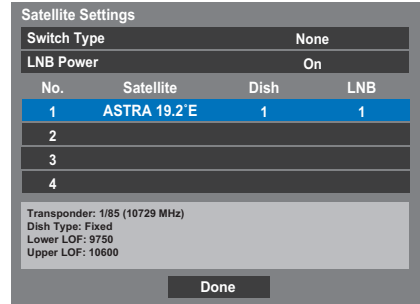 Satellite Settings
Switch Type None
LNB Power On
No. Satellite Dish LNB
1 ASTRA 19.2°E 1 1
2
3
4
Transponder: 1/85 (10729 MHz)
Dish Type: Fixed
Lower LOF: 9750
Upper LOF: 10600
Done